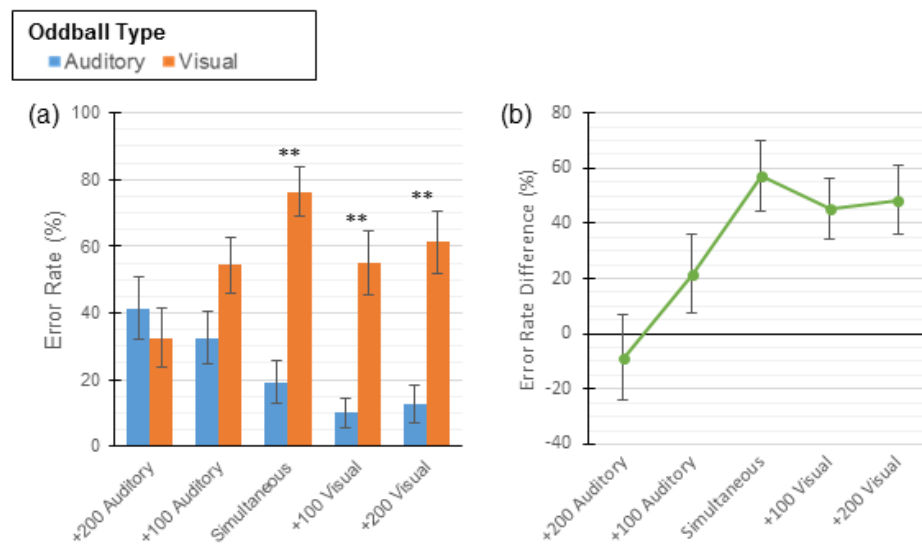 Oddball Type
Auditory Visual
(a)
100
80
60
40
20
0
Error Rate (%)
**
**
**
+200 Auditory
+100 Auditory
Simultaneous
+100 Visual
+200 Visual
(b)
80
60
40
20
0
-20
-40
Error Rate Difference (%)
+200 Auditory
+100 Auditory
Simultaneous
+100 Visual
+200 Visual